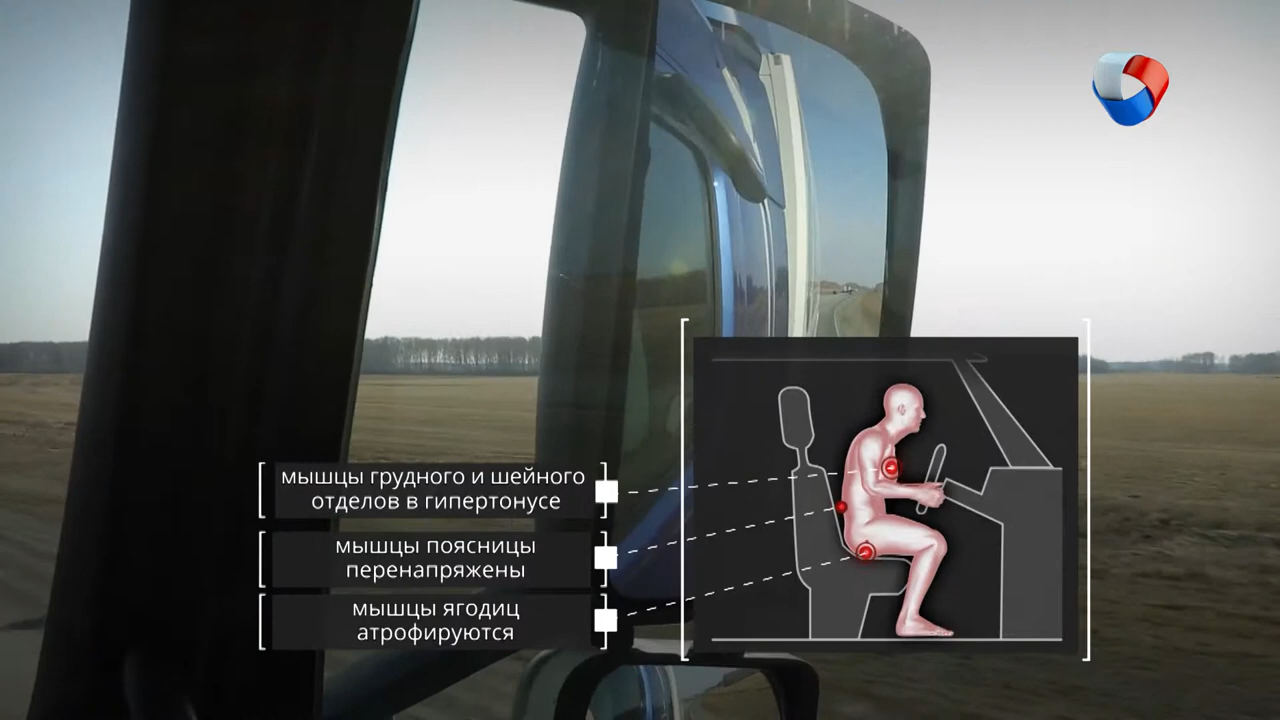 мышцы грудного и шейного
отделов в гипертонусе
мышцы поясницы
перенапряжены
мышцы ягодиц
атрофируются